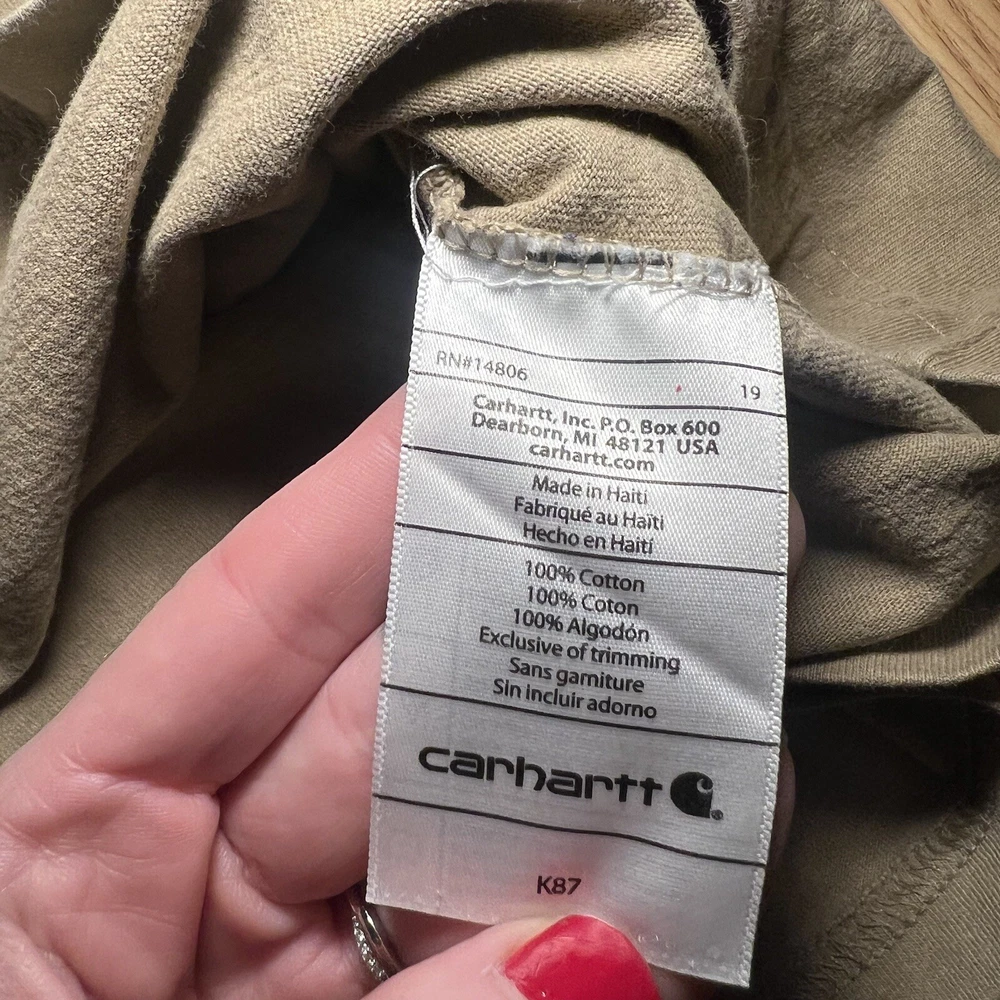 RN#14806 19
Carhartt, Inc. P.O. Box 600
Dearborn, MI 48121 USA
carhartt.com
Made in Haiti
Fabriqué au Haïti
Hecho en Haití
100% Cotton
100% Coton
100% Algodón
Exclusive of trimming
Sans garniture
Sin incluir adorno
carhartt
K87